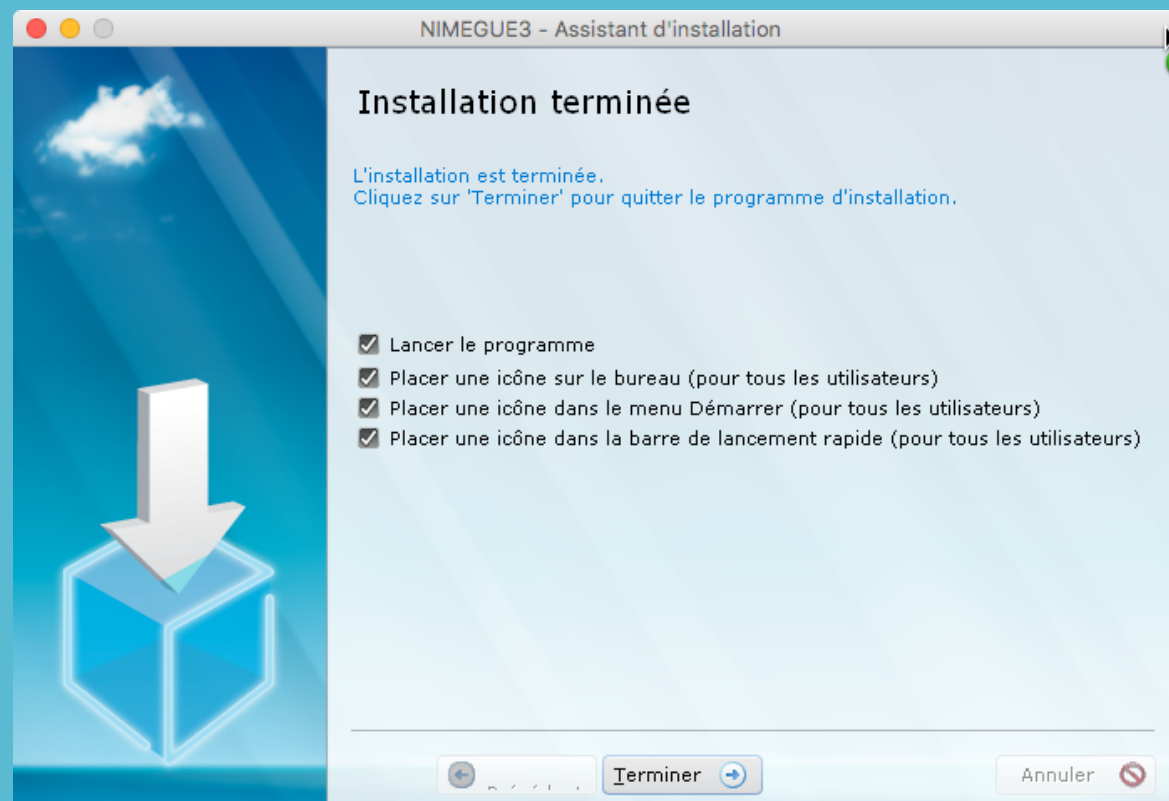 NIMEGUE3 - Assistant d'installation
Installation terminée
L'installation est terminée.
Cliquez sur 'Terminer' pour quitter le programme d'installation.
Lancer le programme
Placer une icône sur le bureau (pour tous les utilisateurs)
Placer une icône dans le menu Démarrer (pour tous les utilisateurs)
Placer une icône dans la barre de lancement rapide (pour tous les utilisateurs)
Terminer
Annuler